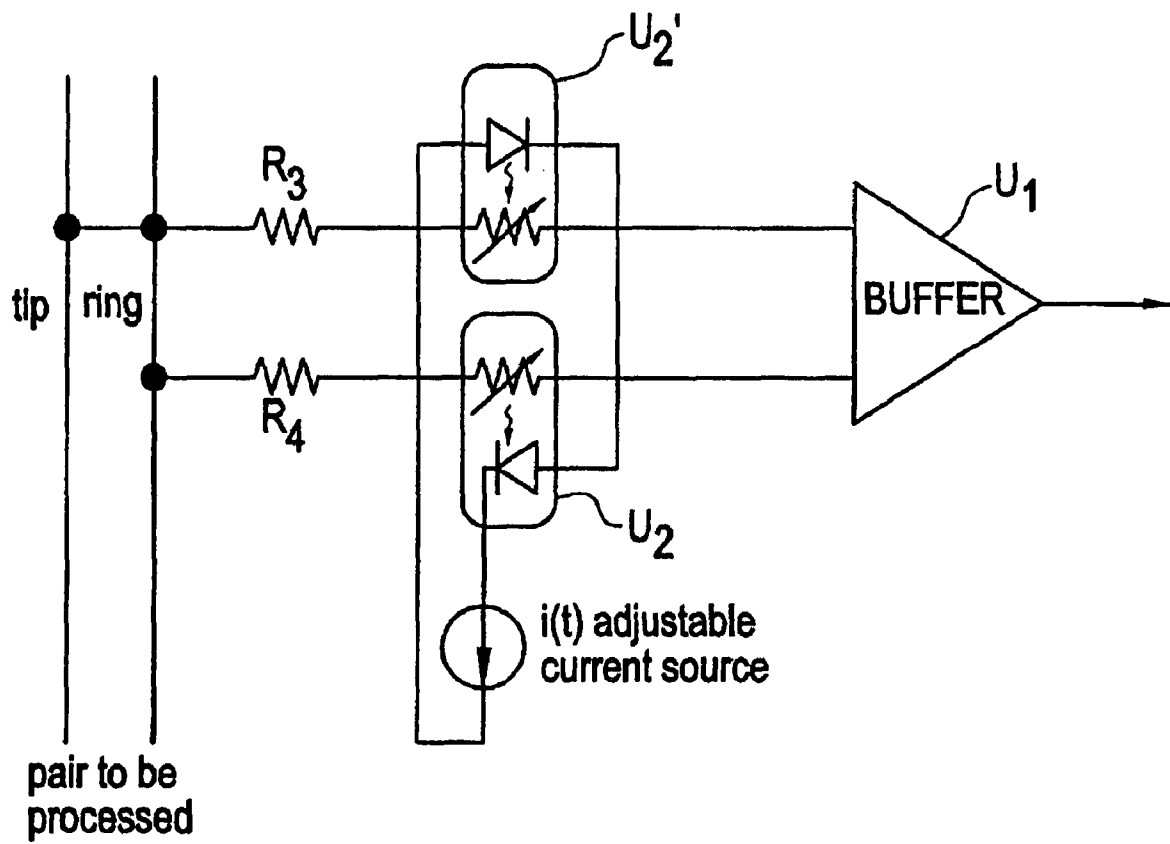 U2'
R3
U1
tip
ring
BUFFER
R4
U2
i(t) adjustable
current source
pair to be
processed